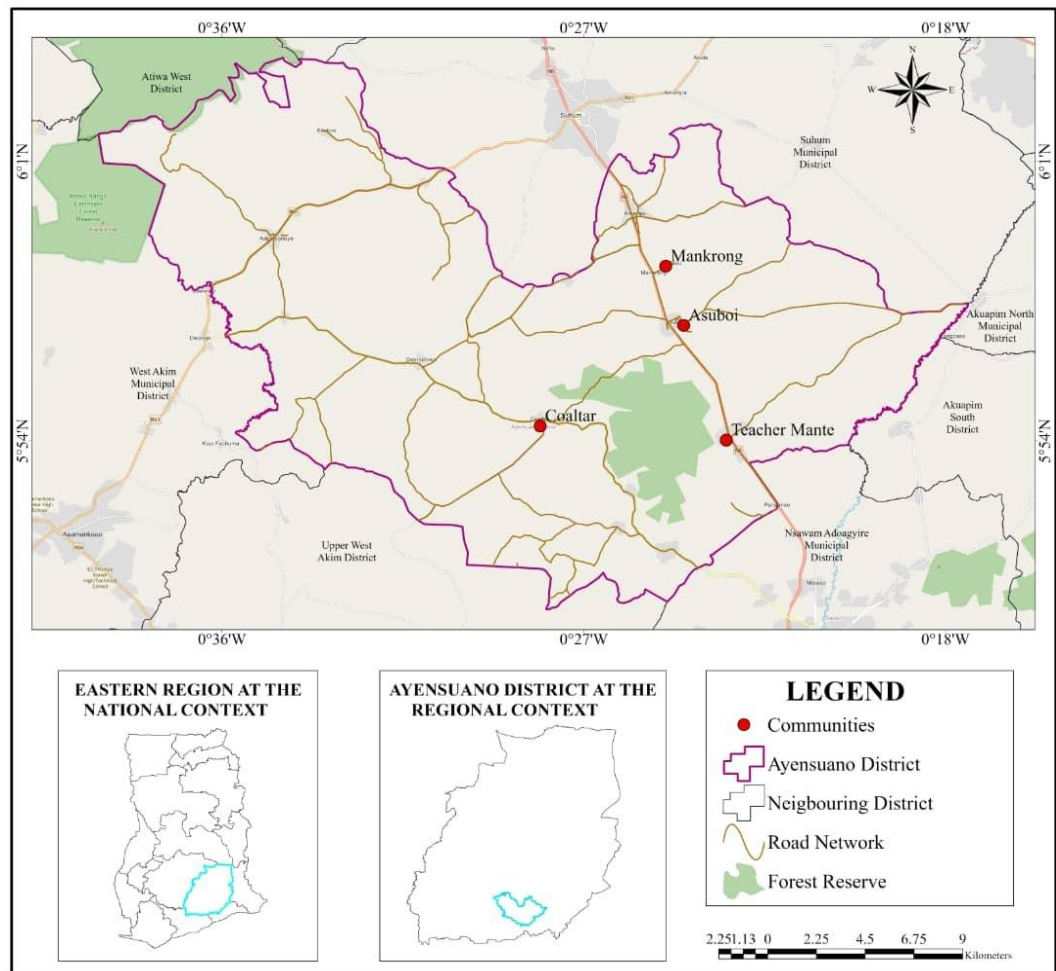 0°36'W
0°27'W
0°18'W
Atiwa West
District
N
W
E
S
Suhum
Suhum
Municipal
District
6°1'N
6°1'N
Mankrong
Asuboi
Akuapim North
Municipal
District
West Akim
Municipal
District
Coaltar
Teacher Mante
Akuapim
South
District
5°54'N
5°54'N
Asamankese
Upper West
Akim District
Nsawam Adoagyire
Municipal
District
0°36'W
0°27'W
0°18'W
EASTERN REGION AT THE
NATIONAL CONTEXT
AYENSUANO DISTRICT AT THE
REGIONAL CONTEXT
LEGEND
Communities
Ayensuano District
Neigbouring District
Road Network
Forest Reserve
2.251.13 0 2.25 4.5 6.75 9
Kilometers